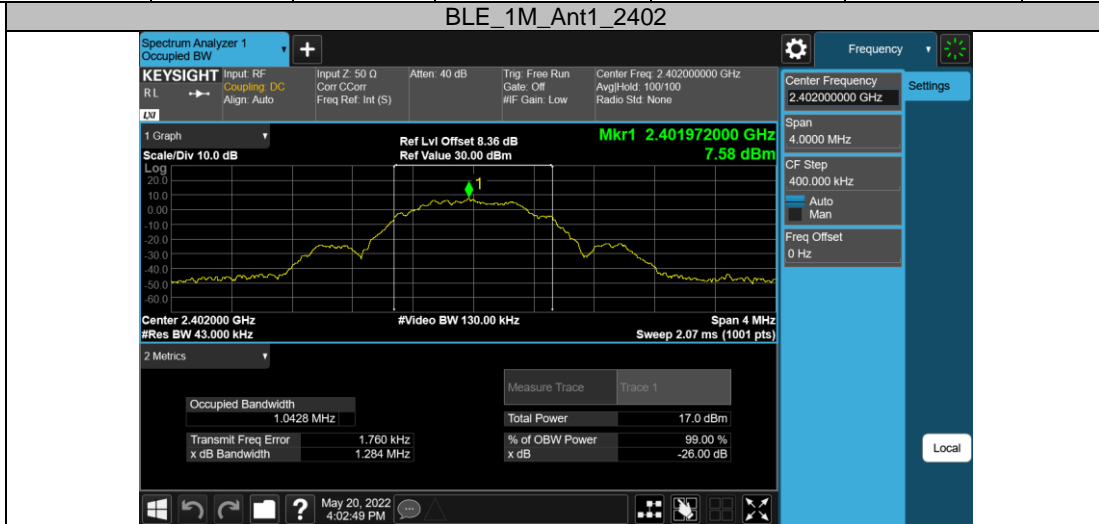 BLE_1M_Ant1_2402
Spectrum Analyzer 1
Occupied BW
Frequency
KEYSIGHT
RL
LXI
Input: RF
Coupling: DC
Align: Auto
Input Z: 50 Ω
Corr CCorr
Freq Ref: Int (S)
Atten: 40 dB
Trig: Free Run
Gate: Off
#IF Gain: Low
Center Freq: 2.402000000 GHz
Avg|Hold: 100/100
Radio Std: None
Center Frequency
2.402000000 GHz
Settings
Span
4.0000 MHz
CF Step
400.000 kHz
Auto
Man
Freq Offset
0 Hz
1 Graph
Scale/Div 10.0 dB
Ref Lvl Offset 8.36 dB
Ref Value 30.00 dBm
Mkr1 2.401972000 GHz
7.58 dBm
Log
20.0
10.0
0.00
-10.0
-20.0
-30.0
-40.0
-50.0
-60.0
1
Center 2.402000 GHz
#Res BW 43.000 kHz
#Video BW 130.00 kHz
Span 4 MHz
Sweep 2.07 ms (1001 pts)
2 Metrics
Measure Trace Trace 1
Occupied Bandwidth
1.0428 MHz
Total Power 17.0 dBm
Transmit Freq Error 1.760 kHz
% of OBW Power 99.00 %
x dB Bandwidth 1.284 MHz
x dB -26.00 dB
Local
?
May 20, 2022
4:02:49 PM